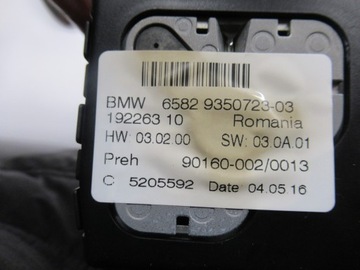 BMW 6582 9350723-03
192263 10 Romania
HW 03.02.00 SW: 03.0A.01
Preh 90160-002/0013
C 5205592 Date 04.05.16